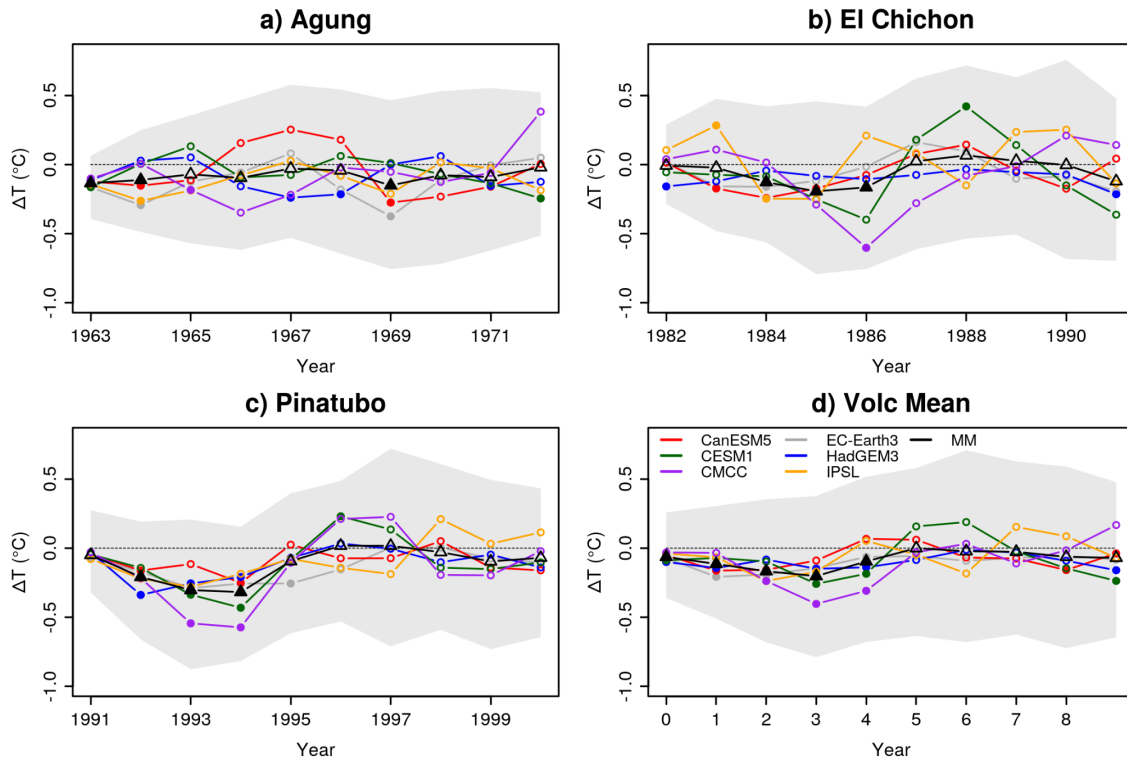 a) Agung
ΔT (°C)
0.5
0.0
-0.5
-1.0
1963 1965 1967 1969 1971
Year
b) El Chichon
ΔT (°C)
0.5
0.0
-0.5
-1.0
1982 1984 1986 1988 1990
Year
c) Pinatubo
ΔT (°C)
0.5
0.0
-0.5
-1.0
1991 1993 1995 1997 1999
Year
d) Volc Mean
CanESM5 EC-Earth3 MM
CESM1 HadGEM3
CMCC IPSL
ΔT (°C)
0.5
0.0
-0.5
-1.0
0 1 2 3 4 5 6 7 8
Year